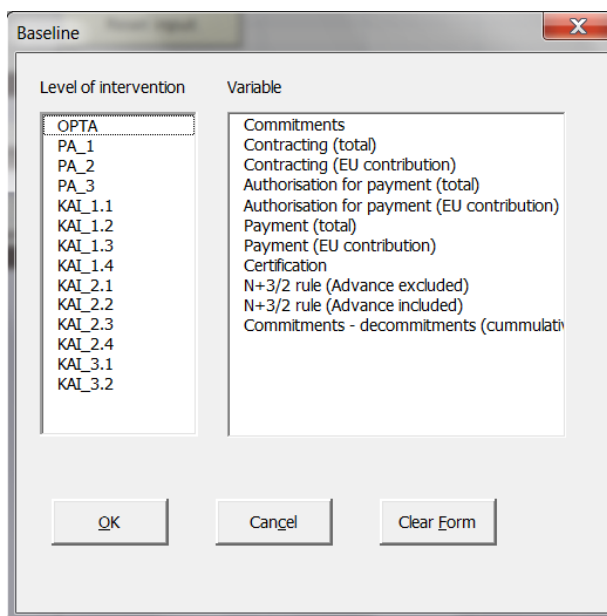 Reset Input
Baseline
X
Level of intervention
Variable
OPTA
PA_1
PA_2
PA_3
KAI_1.1
KAI_1.2
KAI_1.3
KAI_1.4
KAI_2.1
KAI_2.2
KAI_2.3
KAI_2.4
KAI_3.1
KAI_3.2
Commitments
Contracting (total)
Contracting (EU contribution)
Authorisation for payment (total)
Authorisation for payment (EU contribution)
Payment (total)
Payment (EU contribution)
Certification
N+3/2 rule (Advance excluded)
N+3/2 rule (Advance included)
Commitments - decommitments (cummulativ
OK
Cancel
Clear Form